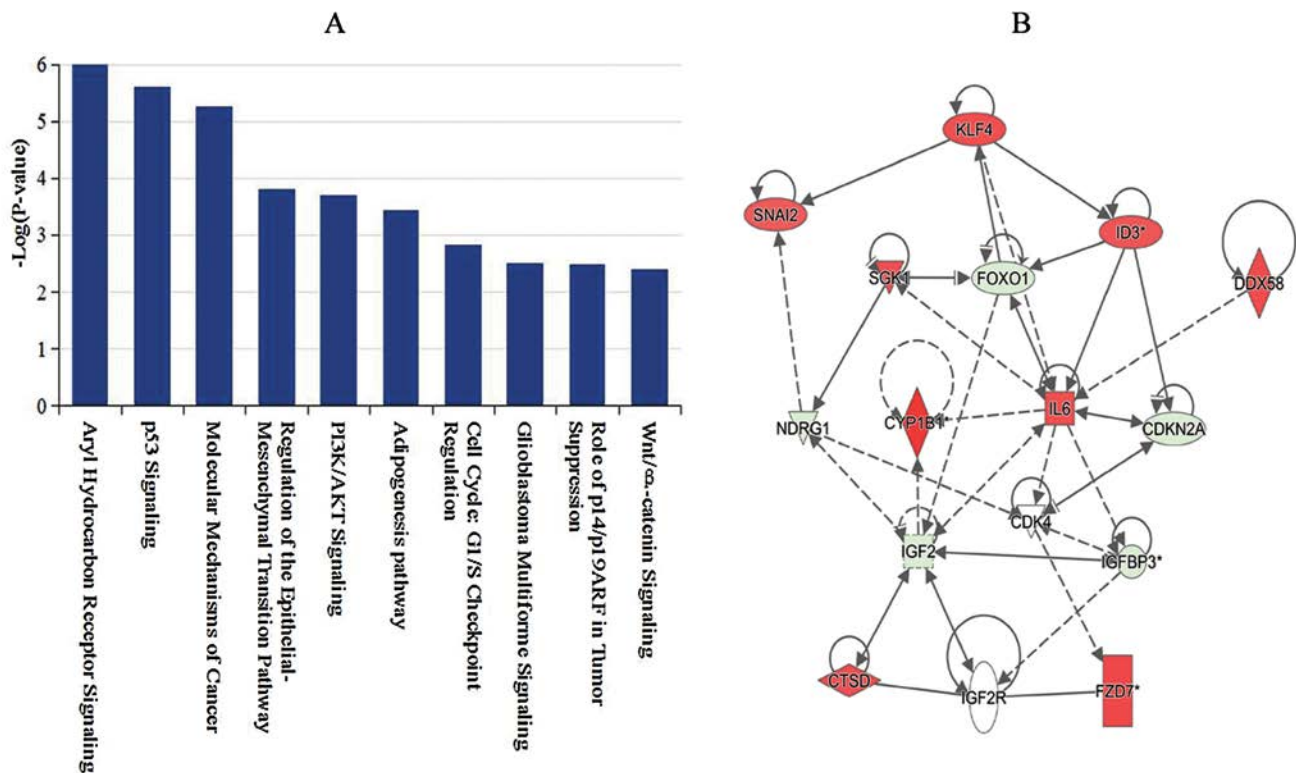 A
B
-Log(P-value)
6
5
4
3
2
1
0
Aryl Hydrocarbon Receptor Signaling
p53 Signaling
Molecular Mechanisms of Cancer
Regulation of the Epithelial-
Mesenchymal Transition Pathway
PI3K/AKT Signaling
Adipogenesis pathway
Cell Cycle: G1/S Checkpoint
Regulation
Glioblastoma Multiforme Signaling
Role of p14/p19ARF in Tumor
Suppression
Wnt/α-catenin Signaling
KLF4
SNAI2
ID3*
SGK1
FOXO1
DDX58
NDRG1
CYP1B1*
IL6
CDKN2A
CDK4
IGF2
IGFBP3*
CTSD
IGF2R
FZD7*